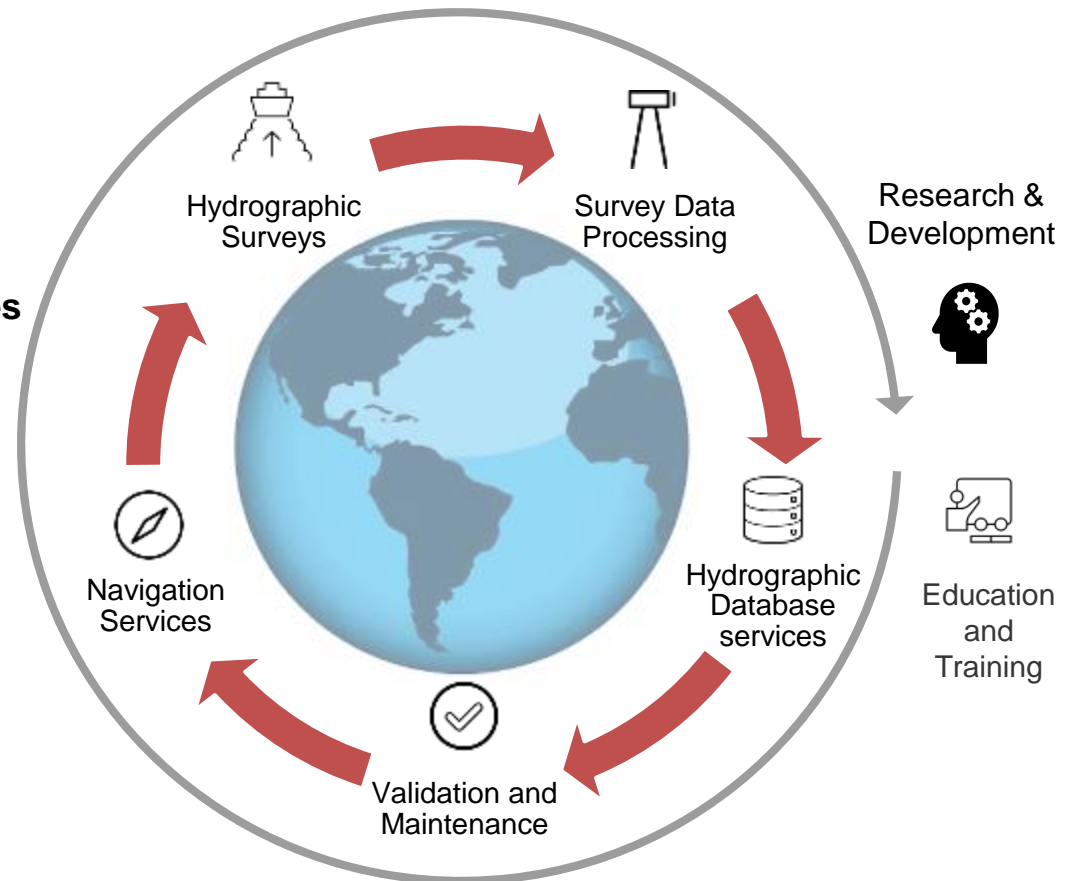 Hydrographic
Surveys
Survey Data
Processing
Research &
Development
Hydrographic
Database
services
Education
and
Training
Validation and
Maintenance
Navigation
Services